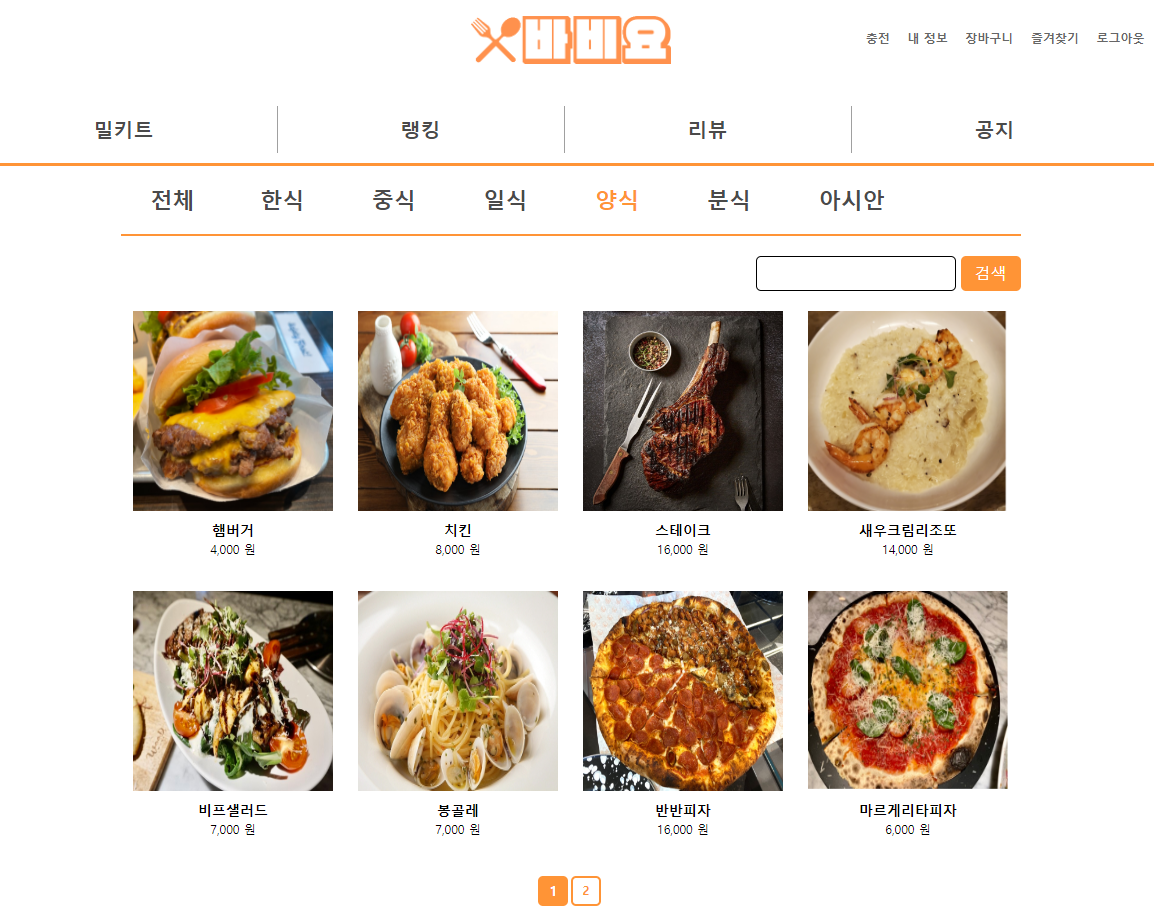 바비요
충전 내 정보 장바구니 즐겨찾기 로그아웃
밀키트 랭킹 리뷰 공지
전체 한식 중식 일식 양식 분식 아시안
검색
햄버거 치킨 스테이크 새우크림리조또
4,000 원 8,000 원 16,000 원 14,000 원
비프샐러드 봉골레 반반피자 마르게리타피자
7,000 원 7,000 원 16,000 원 6,000 원
1 2